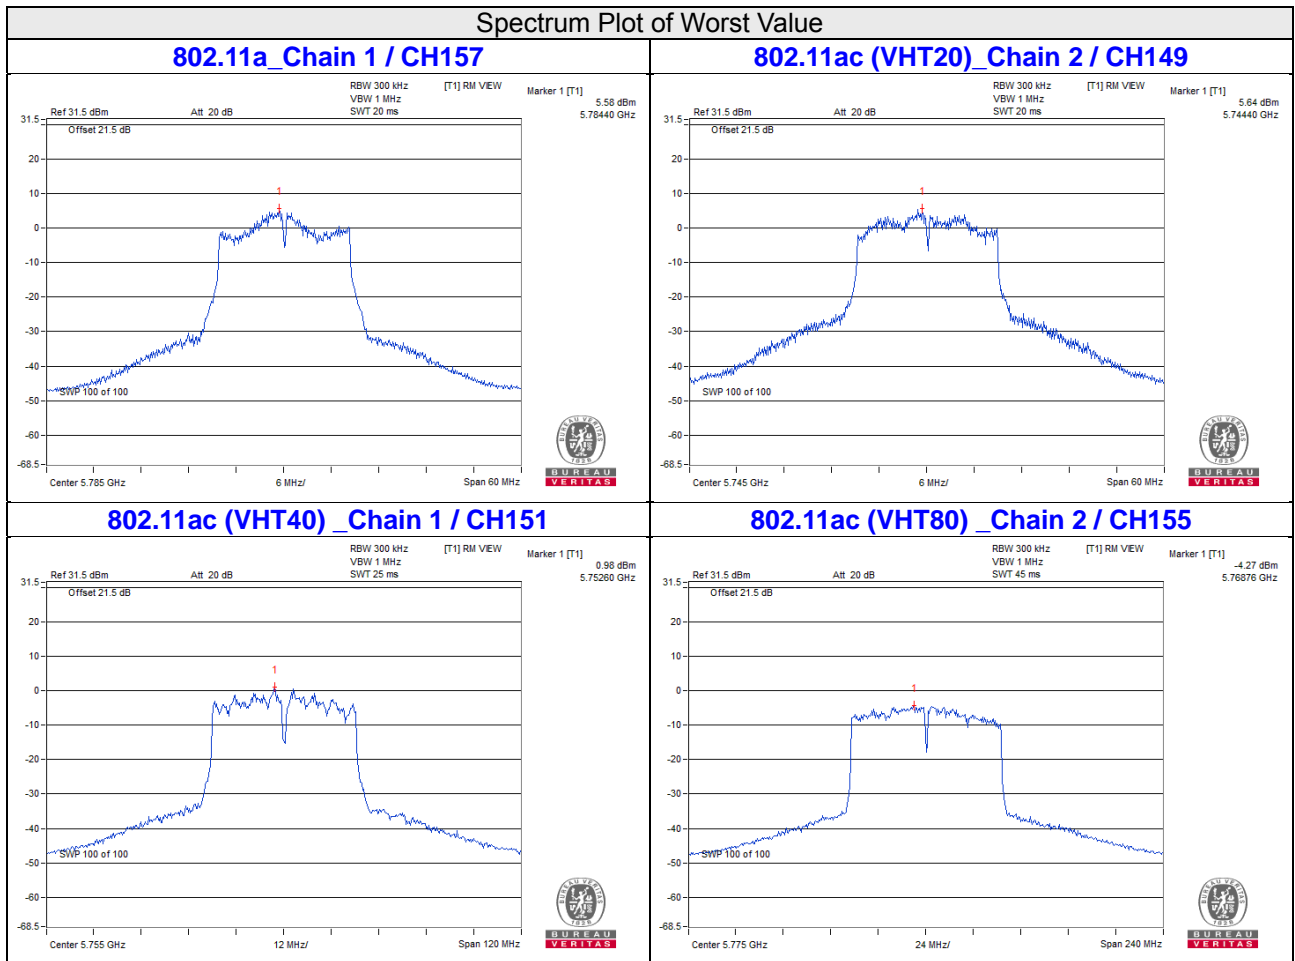 Spectrum Plot of Worst Value
802.11a_Chain 1 / CH157
RBW 300 kHz [T1] RM VIEW
VBW 1 MHz
Ref 31.5 dBm Att 20 dB SWT 20 ms
Marker 1 [T1]
5.58 dBm
5.78440 GHz
31.5
Offset 21.5 dB
20
10
1
0
-10
-20
-30
-40
SWP 100 of 100
-50
-60
-68.5
Center 5.785 GHz 6 MHz/ Span 60 MHz
BUREAU VERITAS
1828
BUREAU
VERITAS
802.11ac (VHT20)_Chain 2 / CH149
RBW 300 kHz [T1] RM VIEW
VBW 1 MHz
Ref 31.5 dBm Att 20 dB SWT 20 ms
Marker 1 [T1]
5.64 dBm
5.74440 GHz
31.5
Offset 21.5 dB
20
10
1
0
-10
-20
-30
-40
SWP 100 of 100
-50
-60
-68.5
Center 5.745 GHz 6 MHz/ Span 60 MHz
BUREAU VERITAS
1828
BUREAU
VERITAS
802.11ac (VHT40) _Chain 1 / CH151
RBW 300 kHz [T1] RM VIEW
VBW 1 MHz
Ref 31.5 dBm Att 20 dB SWT 25 ms
Marker 1 [T1]
0.98 dBm
5.75260 GHz
31.5
Offset 21.5 dB
20
10
1
0
-10
-20
-30
-40
SWP 100 of 100
-50
-60
-68.5
Center 5.755 GHz 12 MHz/ Span 120 MHz
BUREAU VERITAS
1828
BUREAU
VERITAS
802.11ac (VHT80) _Chain 2 / CH155
RBW 300 kHz [T1] RM VIEW
VBW 1 MHz
Ref 31.5 dBm Att 20 dB SWT 45 ms
Marker 1 [T1]
-4.27 dBm
5.76876 GHz
31.5
Offset 21.5 dB
20
10
1
0
-10
-20
-30
-40
SWP 100 of 100
-50
-60
-68.5
Center 5.775 GHz 24 MHz/ Span 240 MHz
BUREAU VERITAS
1828
BUREAU
VERITAS